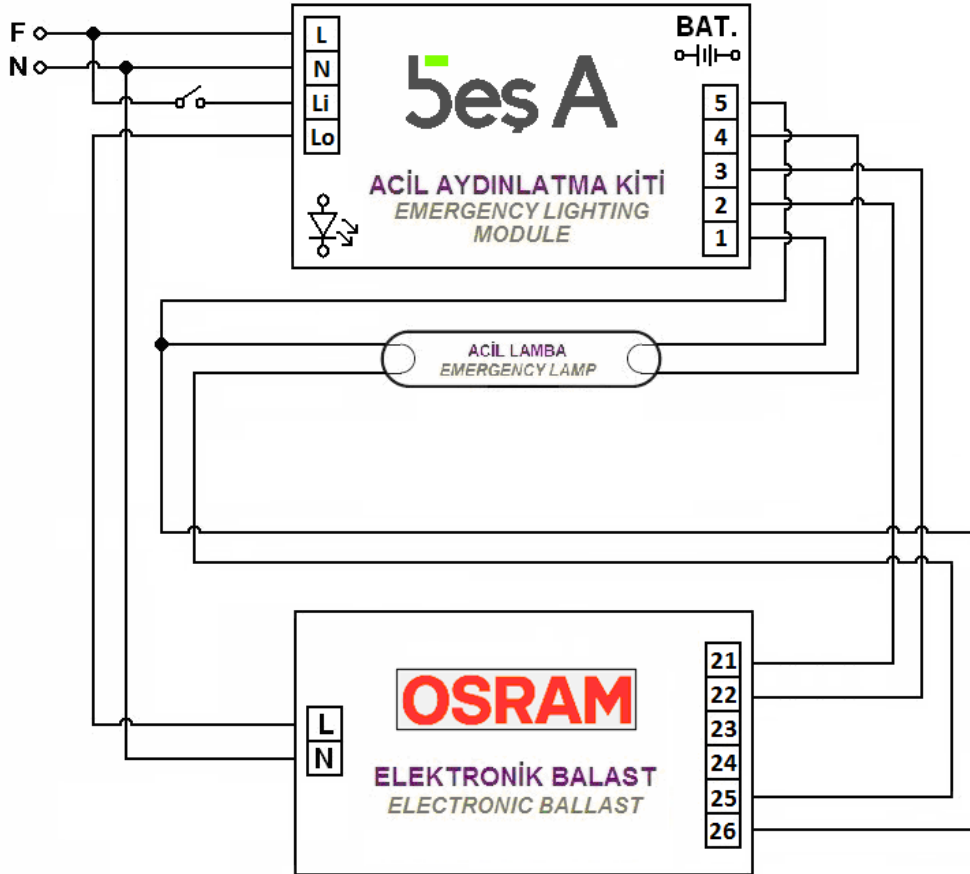 F
N
L
N
Li
Lo
beş A
BAT.
5
4
3
2
1
ACİL AYDINLATMA KİTİ
EMERGENCY LIGHTING
MODULE
ACİL LAMBA
EMERGENCY LAMP
L
N
OSRAM
ELEKTRONİK BALAST
ELECTRONIC BALLAST
21
22
23
24
25
26